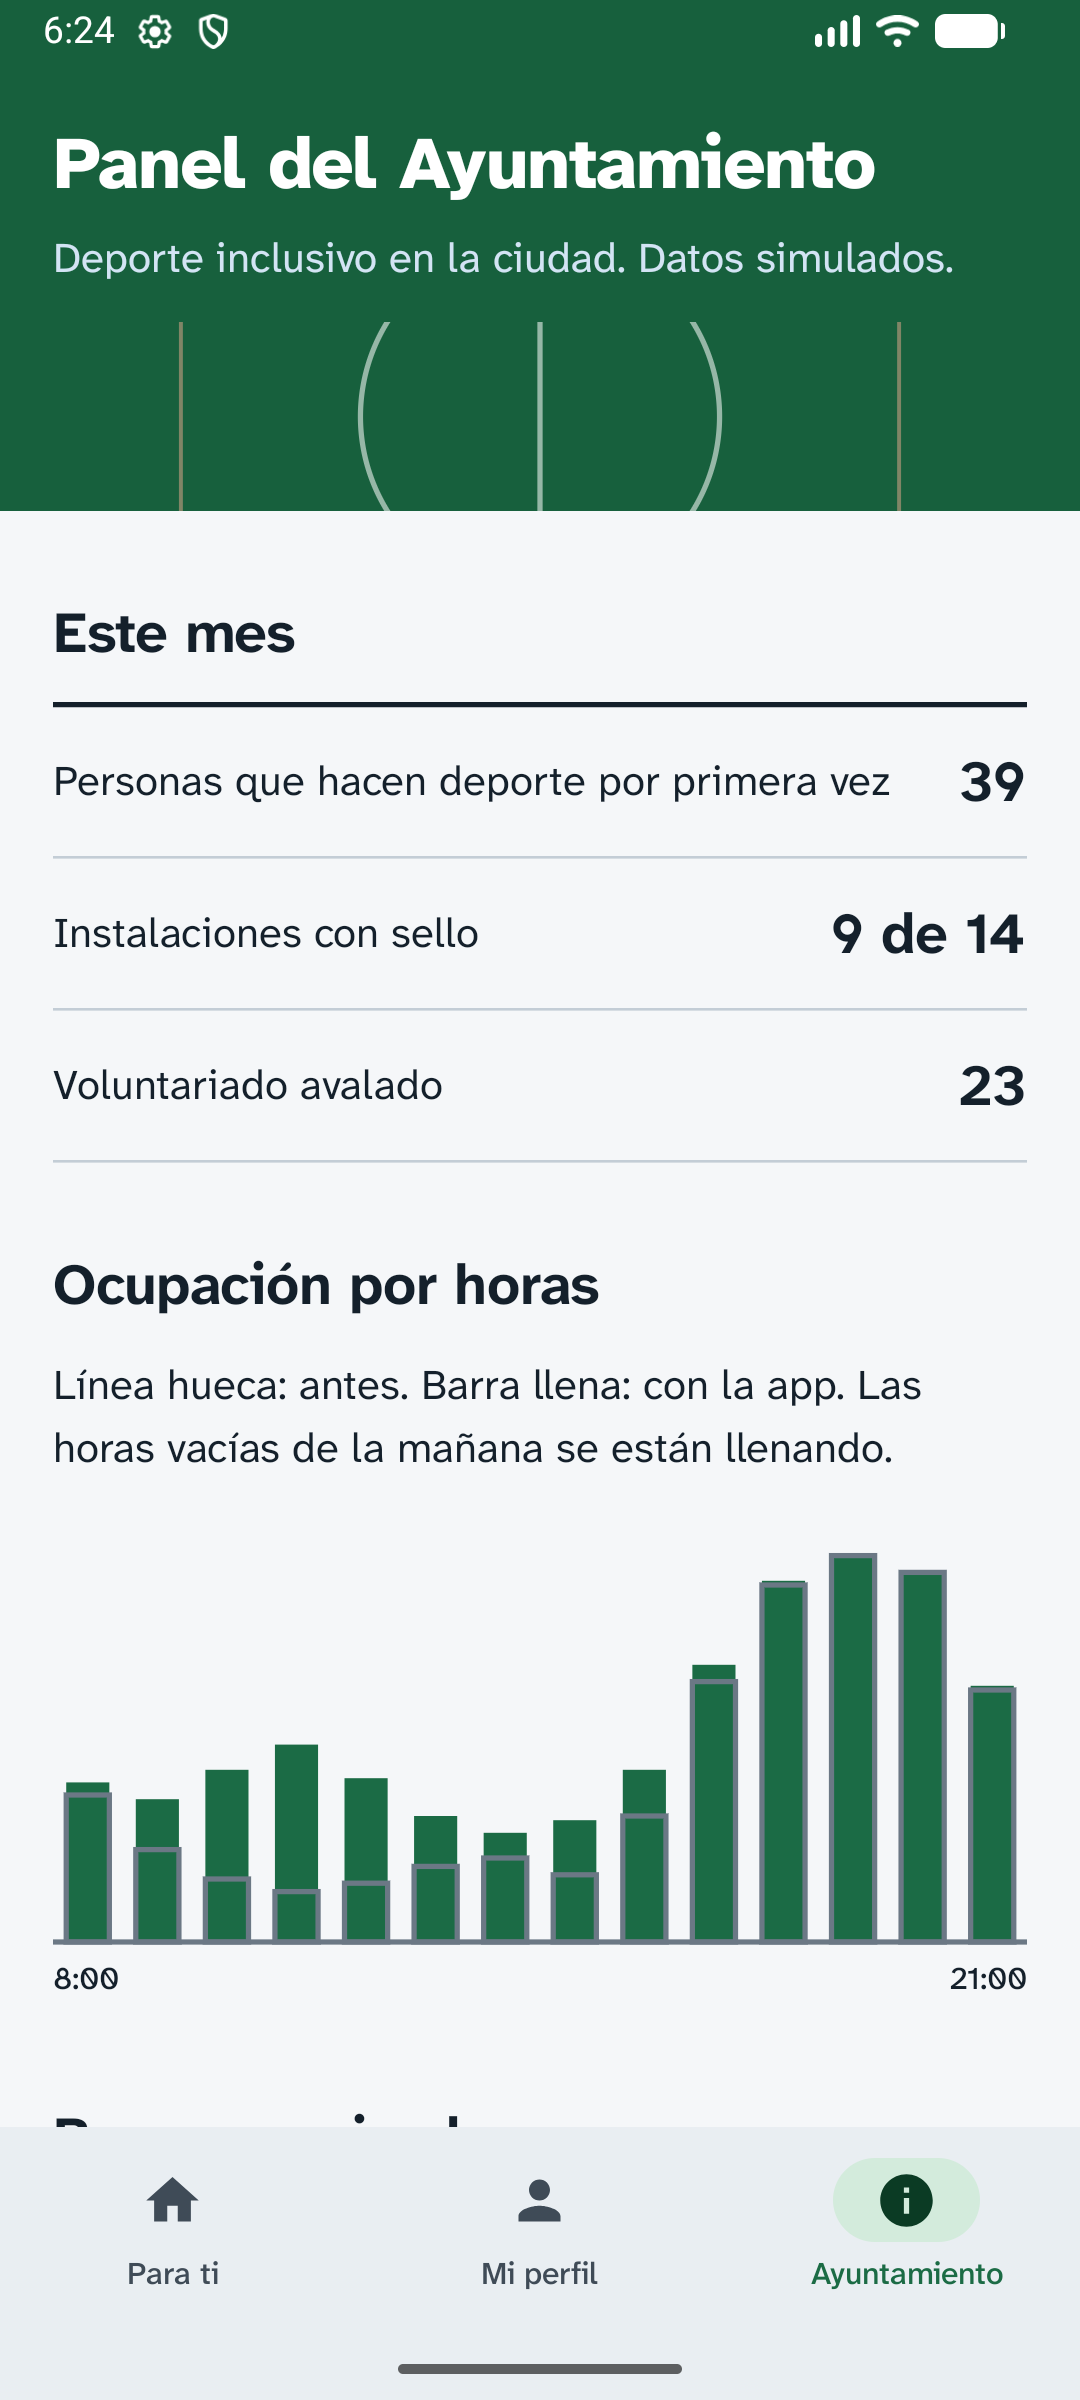 6:24
Panel del Ayuntamiento
Deporte inclusivo en la ciudad. Datos simulados.
Este mes
Personas que hacen deporte por primera vez 39
Instalaciones con sello 9 de 14
Voluntariado avalado 23
Ocupación por horas
Línea hueca: antes. Barra llena: con la app. Las
horas vacías de la mañana se están llenando.
8:00 21:00
Para ti Mi perfil Ayuntamiento